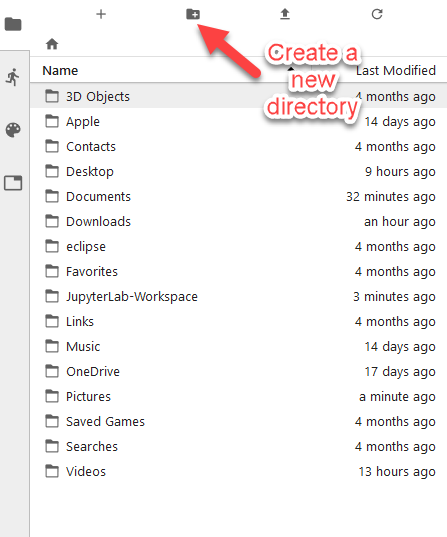 Create a
new
directory
Name Last Modified
3D Objects 4 months ago
Apple 14 days ago
Contacts 4 months ago
Desktop 9 hours ago
Documents 32 minutes ago
Downloads an hour ago
eclipse 4 months ago
Favorites 4 months ago
JupyterLab-Workspace 3 minutes ago
Links 4 months ago
Music 14 days ago
OneDrive 17 days ago
Pictures a minute ago
Saved Games 4 months ago
Searches 4 months ago
Videos 13 hours ago